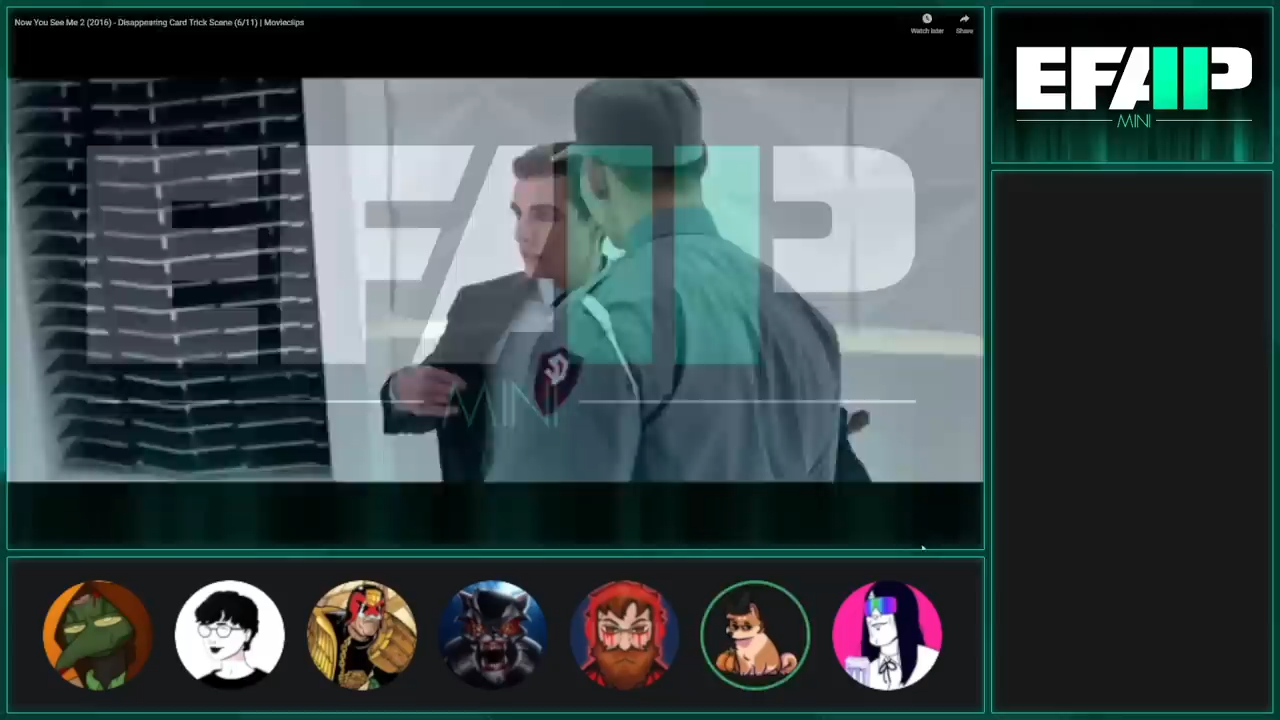 Now You See Me 2 (2016) - Disappearing Card Trick Scene (6/11) | Movieclips
Watch later
Share
EFAP
MINI
EFAP
MINI